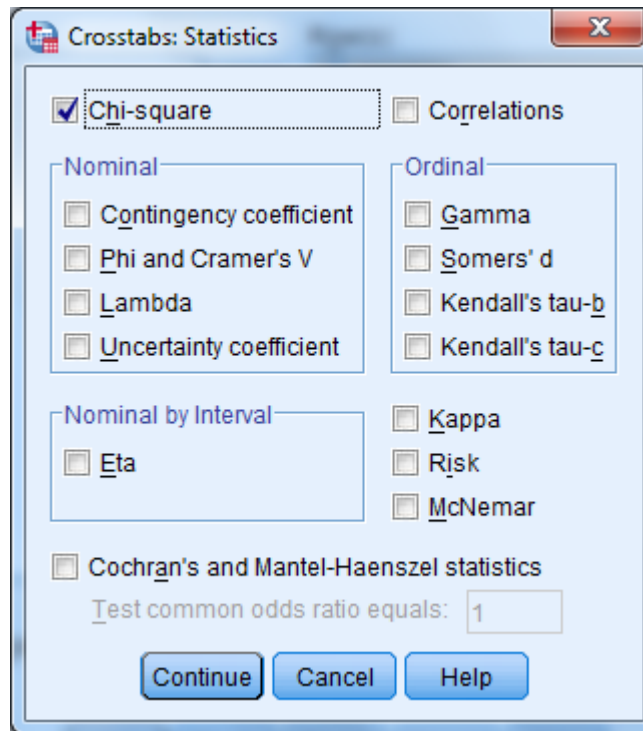 Crosstabs: Statistics
X
Chi-square
Correlations
Nominal
Contingency coefficient
Phi and Cramer's V
Lambda
Uncertainty coefficient
Ordinal
Gamma
Somers' d
Kendall's tau-b
Kendall's tau-c
Nominal by Interval
Eta
Kappa
Risk
McNemar
Cochran's and Mantel-Haenszel statistics
Test common odds ratio equals: 1
Continue Cancel Help